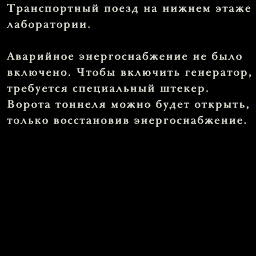 Транспортный поезд на нижнем этаже
лаборатории.
Аварийное энергоснабжение не было
включено. Чтобы включить генератор,
требуется специальный штекер.
Ворота тоннеля можно будет открыть,
только восстановив энергоснабжение.